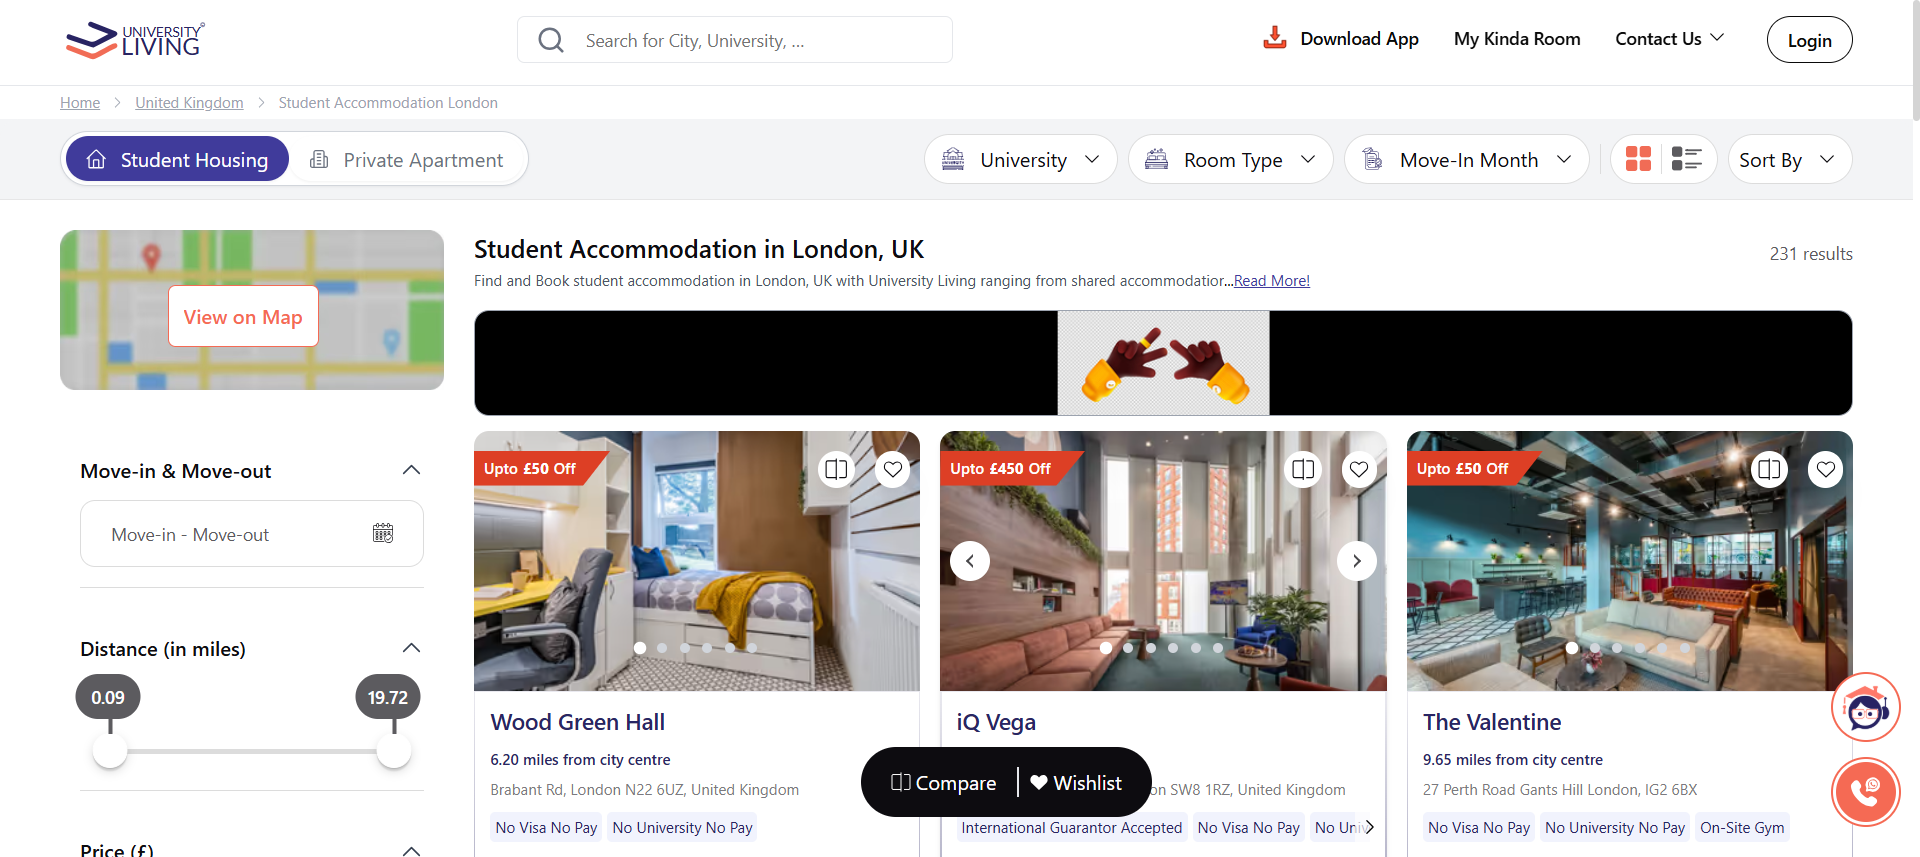 UNIVERSITY
LIVING
Search for City, University, ...
Download App
My Kinda Room
Contact Us
Login
Home
United Kingdom
Student Accommodation London
Student Housing
Private Apartment
University
Room Type
Move-In Month
Sort By
View on Map
Student Accommodation in London, UK
231 results
Find and Book student accommodation in London, UK with University Living ranging from shared accommodation...Read More!
Move-in & Move-out
Move-in - Move-out
Distance (in miles)
0.09
19.72
Price (£)
Upto £50 Off
Wood Green Hall
6.20 miles from city centre
Brabant Rd, London N22 6UZ, United Kingdom
No Visa No Pay
No University No Pay
Upto £450 Off
iQ Vega
on SW8 1RZ, United Kingdom
International Guarantor Accepted
No Visa No Pay
No Univ
Upto £50 Off
The Valentine
9.65 miles from city centre
27 Perth Road Gants Hill London, IG2 6BX
No Visa No Pay
No University No Pay
On-Site Gym
Compare
Wishlist